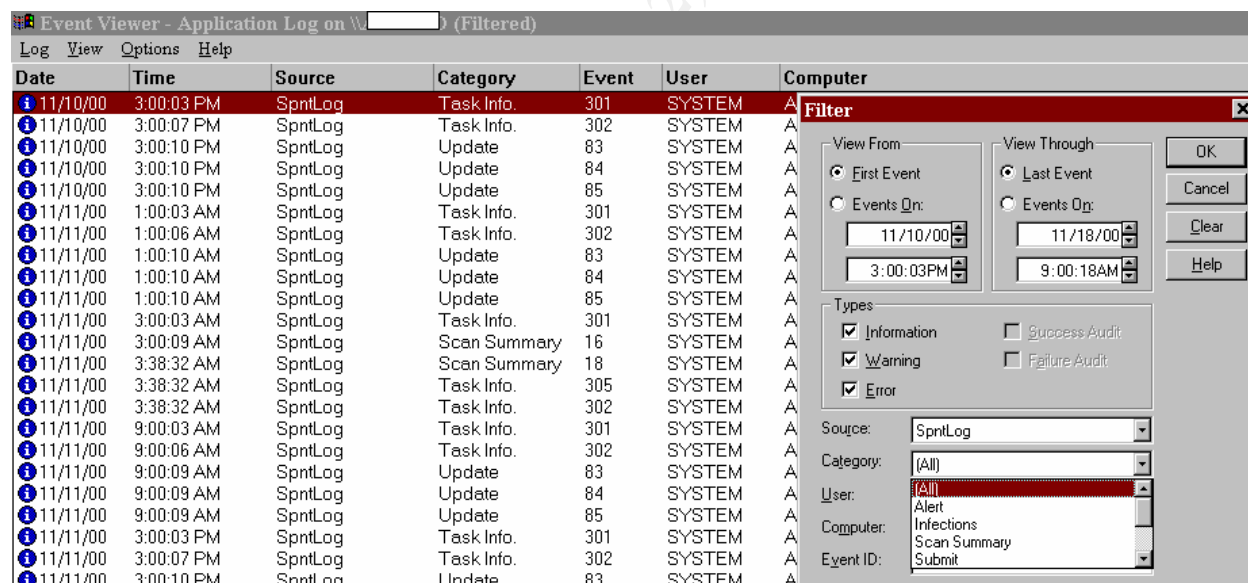 Event Viewer - Application Log on \\ (Filtered)
Log View Options Help
Date Time Source Category Event User Computer
11/10/00 3:00:03 PM SpntLog Task Info. 301 SYSTEM A
11/10/00 3:00:07 PM SpntLog Task Info. 302 SYSTEM A
11/10/00 3:00:10 PM SpntLog Update 83 SYSTEM A
11/10/00 3:00:10 PM SpntLog Update 84 SYSTEM A
11/10/00 3:00:10 PM SpntLog Update 85 SYSTEM A
11/11/00 1:00:03 AM SpntLog Task Info. 301 SYSTEM A
11/11/00 1:00:06 AM SpntLog Task Info. 302 SYSTEM A
11/11/00 1:00:10 AM SpntLog Update 83 SYSTEM A
11/11/00 1:00:10 AM SpntLog Update 84 SYSTEM A
11/11/00 1:00:10 AM SpntLog Update 85 SYSTEM A
11/11/00 3:00:03 AM SpntLog Task Info. 301 SYSTEM A
11/11/00 3:00:09 AM SpntLog Scan Summary 16 SYSTEM A
11/11/00 3:38:32 AM SpntLog Scan Summary 18 SYSTEM A
11/11/00 3:38:32 AM SpntLog Task Info. 305 SYSTEM A
11/11/00 3:38:32 AM SpntLog Task Info. 302 SYSTEM A
11/11/00 9:00:03 AM SpntLog Task Info. 301 SYSTEM A
11/11/00 9:00:06 AM SpntLog Task Info. 302 SYSTEM A
11/11/00 9:00:09 AM SpntLog Update 83 SYSTEM A
11/11/00 9:00:09 AM SpntLog Update 84 SYSTEM A
11/11/00 9:00:09 AM SpntLog Update 85 SYSTEM A
11/11/00 3:00:03 PM SpntLog Task Info. 301 SYSTEM A
11/11/00 3:00:07 PM SpntLog Task Info. 302 SYSTEM A
11/11/00 3:00:10 PM SpntLog Update 83 SYSTEM A
Filter
View From View Through
First Event Last Event
Events On: Events On:
11/10/00 11/18/00
3:00:03PM 9:00:18AM
OK
Cancel
Clear
Help
Types
Information Success Audit
Warning Failure Audit
Error
Source: SpntLog
Category: (All)
User: (All)
Alert
Computer: Infections
Scan Summary
Event ID: Submit